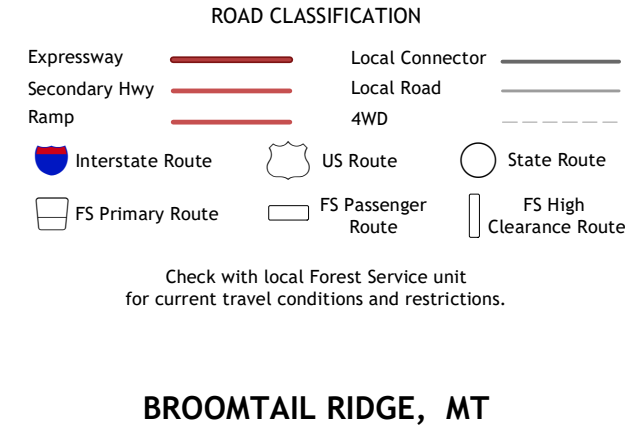 ROAD CLASSIFICATION
Expressway
Local Connector
Secondary Hwy
Local Road
Ramp
4WD
Interstate Route
US Route
State Route
FS Primary Route
FS Passenger
Route
FS High
Clearance Route
Check with local Forest Service unit
for current travel conditions and restrictions.
BROOMTAIL RIDGE, MT